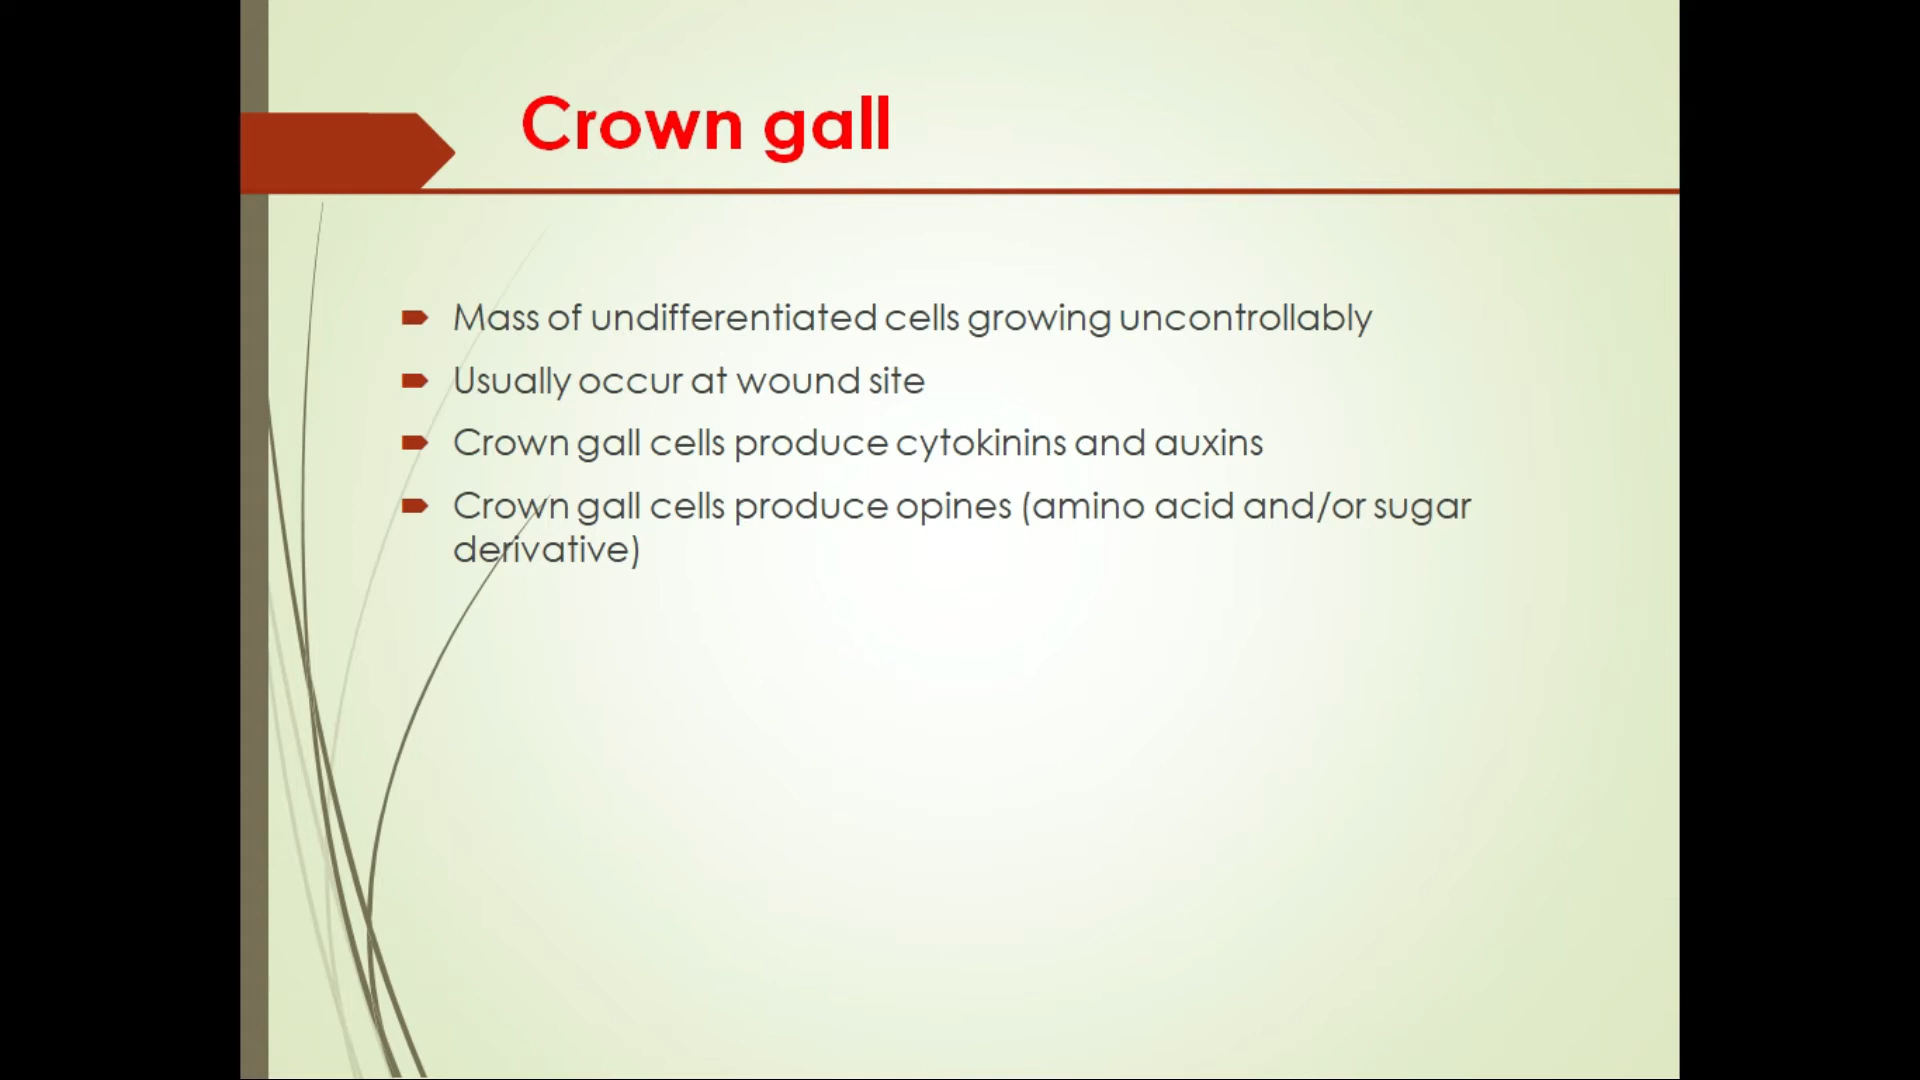 Crown gall
Mass of undifferentiated cells growing uncontrollably
Usually occur at wound site
Crown gall cells produce cytokinins and auxins
Crown gall cells produce opines (amino acid and/or sugar
derivative)